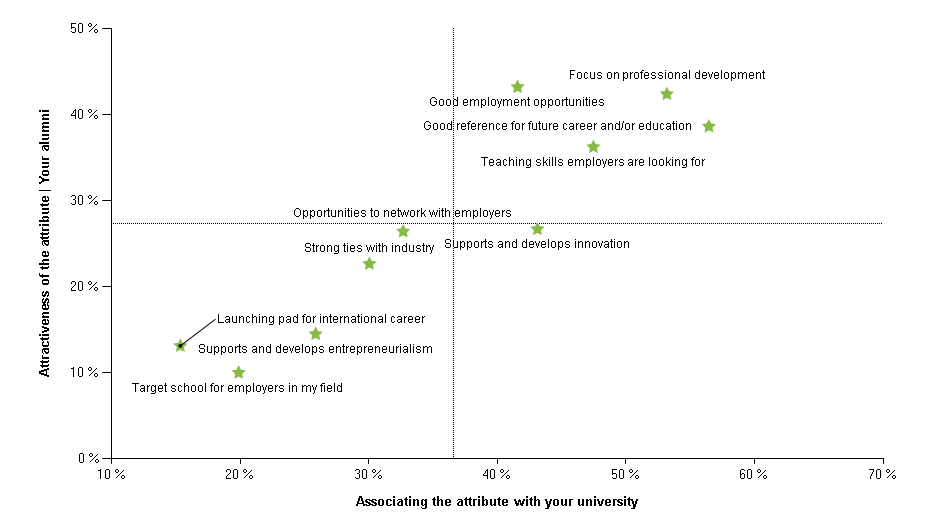 50 %
Focus on professional development
Good employment opportunities
40 %
Good reference for future career and/or education
Teaching skills employers are looking for
30 %
Opportunities to network with employers
Supports and develops innovation
Strong ties with industry
20 %
Launching pad for international career
Supports and develops entrepreneurialism
10 %
Target school for employers in my field
0 %
10 %
20 %
30 %
40 %
50 %
60 %
70 %
Attractiveness of the attribute | Your alumni
Associating the attribute with your university